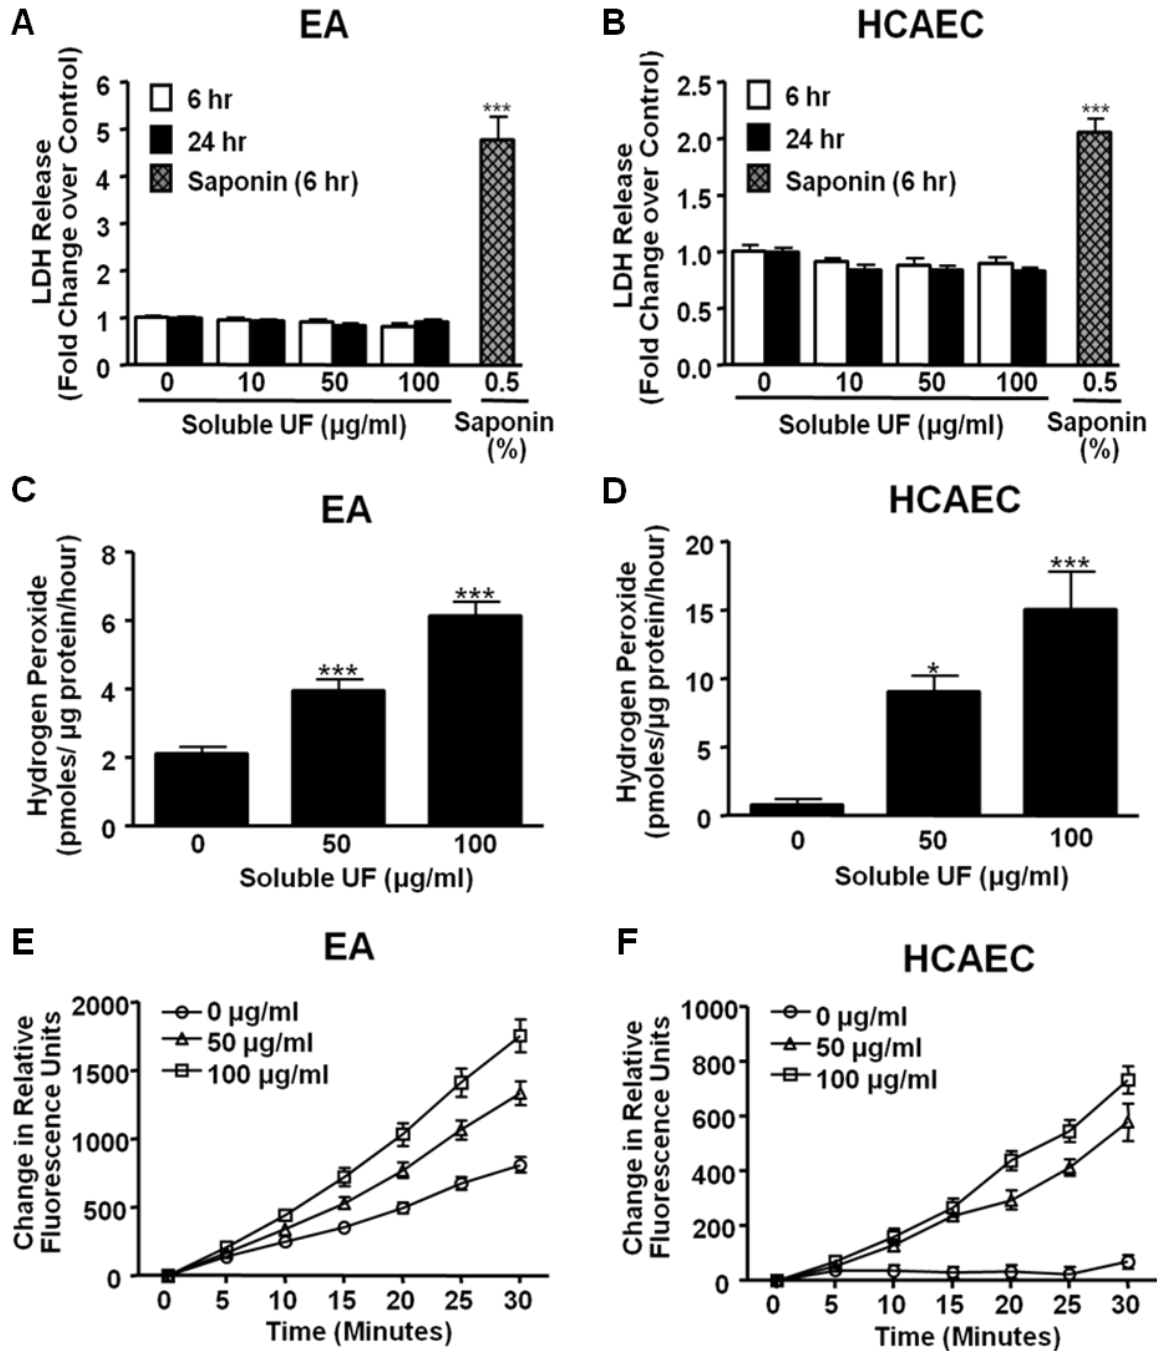 A
EA
LDH Release
(Fold Change over Control)
6
5
4
3
2
1
0
6 hr
24 hr
Saponin (6 hr)
***
0 10 50 100 0.5
Soluble UF (µg/ml)
Saponin
(%)
B
HCAEC
LDH Release
(Fold Change over Control)
2.5
2.0
1.5
1.0
0.5
0.0
6 hr
24 hr
Saponin (6 hr)
***
0 10 50 100 0.5
Soluble UF (µg/ml)
Saponin
(%)
C
EA
Hydrogen Peroxide
(pmoles/ µg protein/hour)
8
6
4
2
0
***
***
0 50 100
Soluble UF (µg/ml)
D
HCAEC
Hydrogen Peroxide
(pmoles/µg protein/hour)
20
15
10
5
0
*
***
0 50 100
Soluble UF (µg/ml)
E
EA
Change in Relative
Fluorescence Units
2000
1500
1000
500
0
0 µg/ml
50 µg/ml
100 µg/ml
0 5 10 15 20 25 30
Time (Minutes)
F
HCAEC
Change in Relative
Fluorescence Units
1000
800
600
400
200
0
0 µg/ml
50 µg/ml
100 µg/ml
0 5 10 15 20 25 30
Time (Minutes)